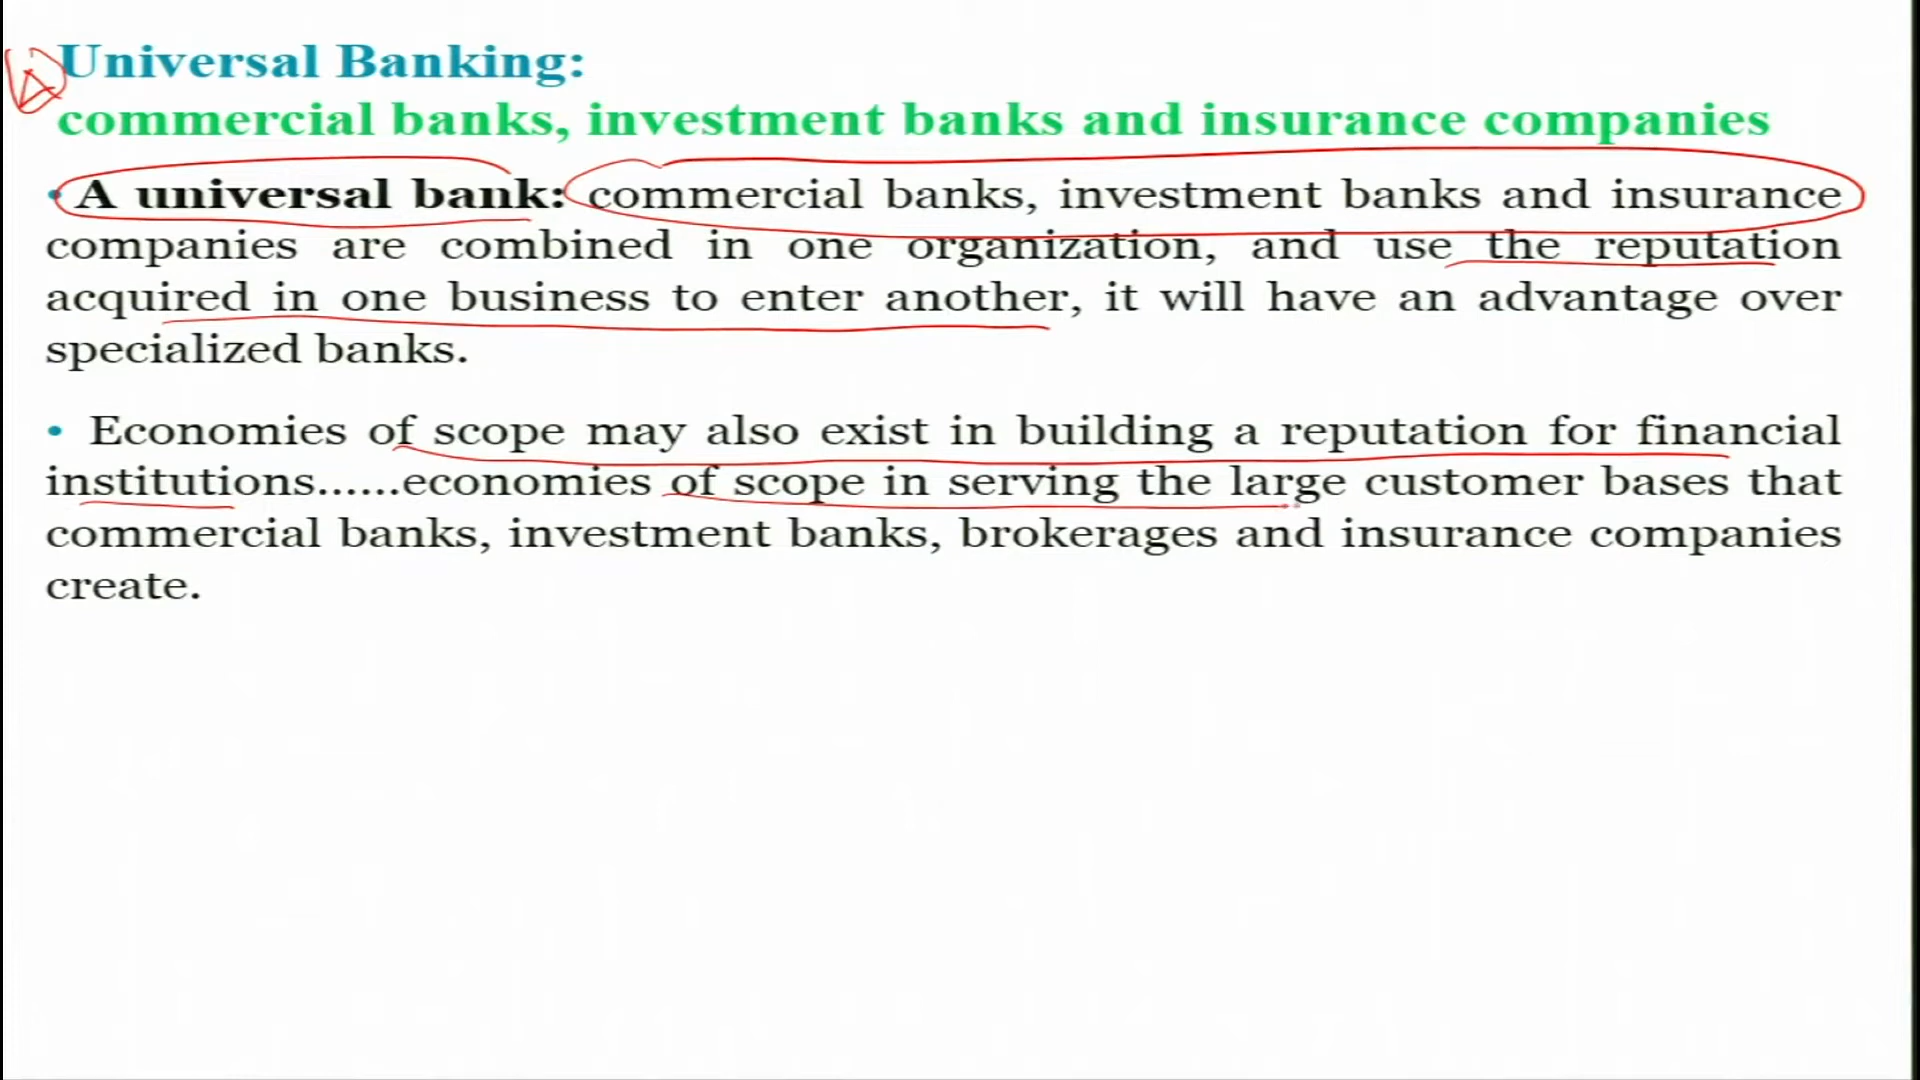 Universal Banking:
commercial banks, investment banks and insurance companies
• A universal bank: commercial banks, investment banks and insurance
companies are combined in one organization, and use the reputation
acquired in one business to enter another, it will have an advantage over
specialized banks.
• Economies of scope may also exist in building a reputation for financial
institutions......economies of scope in serving the large customer bases that
commercial banks, investment banks, brokerages and insurance companies
create.